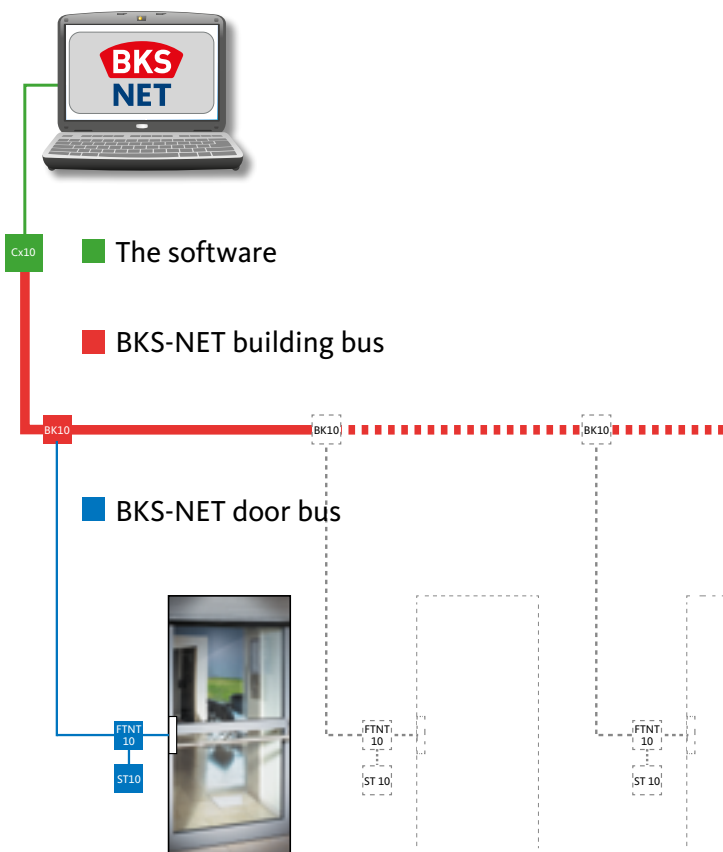 BKS
NET
Cx10
The software
BKS-NET building bus
BK10
BK10
BK10
BKS-NET door bus
FTNT
10
ST10
FTNT
10
ST 10
FTNT
10
ST 10